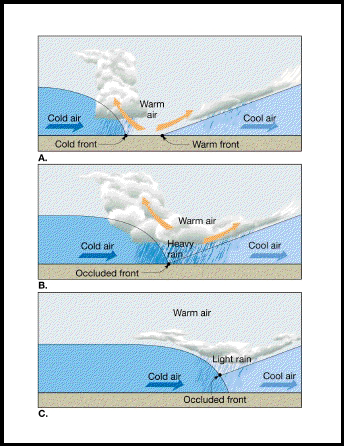 Warm
air
Cold air
Cool air
Cold front
Warm front
A.
Warm air
Heavy
rain
Cold air
Cool air
Occluded front
B.
Warm air
Light rain
Cold air
Cool air
Occluded front
C.